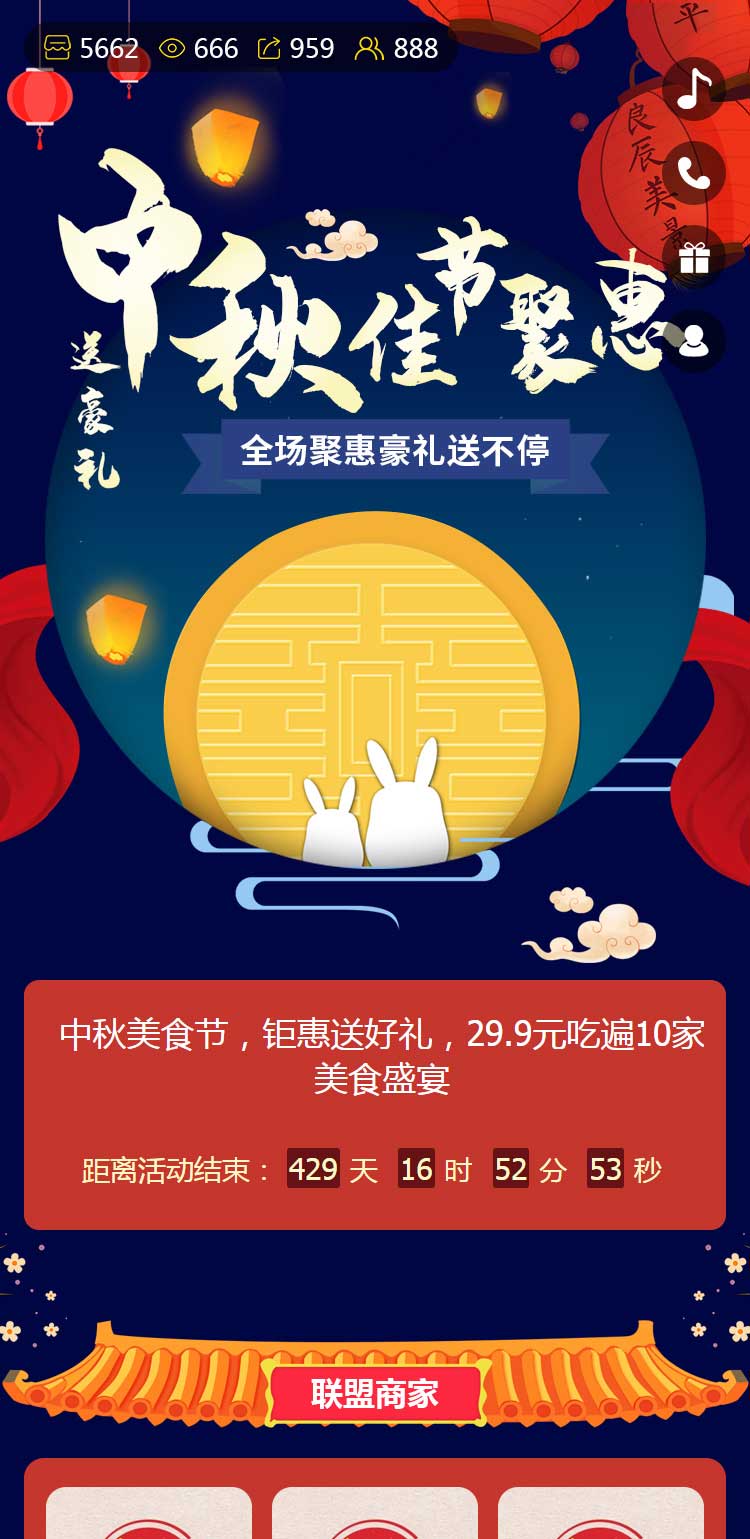 5662 666 959 888
平
良辰美景
中秋佳节聚惠
送豪礼
全场聚惠豪礼送不停
中秋美食节，钜惠送好礼，29.9元吃遍10家
美食盛宴
距离活动结束： 429 天 16 时 52 分 53 秒
联盟商家